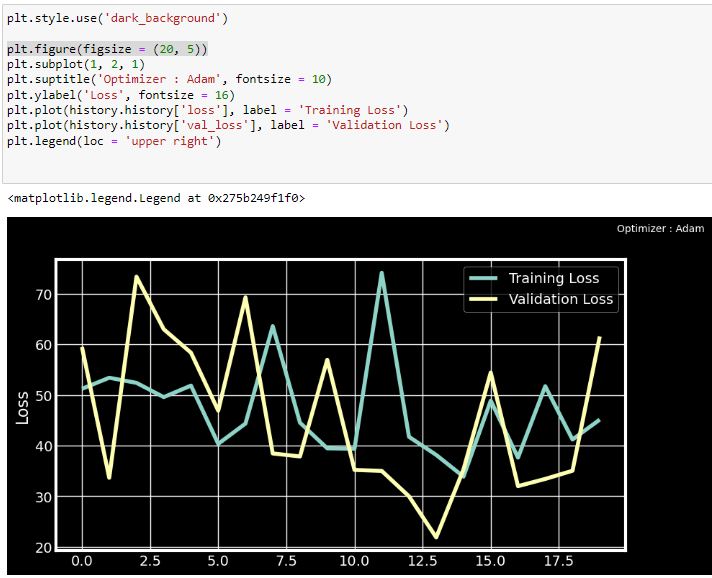 plt.style.use('dark_background')
plt.figure(figsize = (20, 5))
plt.subplot(1, 2, 1)
plt.suptitle('Optimizer : Adam', fontsize = 10)
plt.ylabel('Loss', fontsize = 16)
plt.plot(history.history['loss'], label = 'Training Loss')
plt.plot(history.history['val_loss'], label = 'Validation Loss')
plt.legend(loc = 'upper right')
<matplotlib.legend.Legend at 0x275b249f1f0>
Optimizer : Adam
Training Loss
Validation Loss
70
60
50
40
30
20
Loss
0.0 2.5 5.0 7.5 10.0 12.5 15.0 17.5